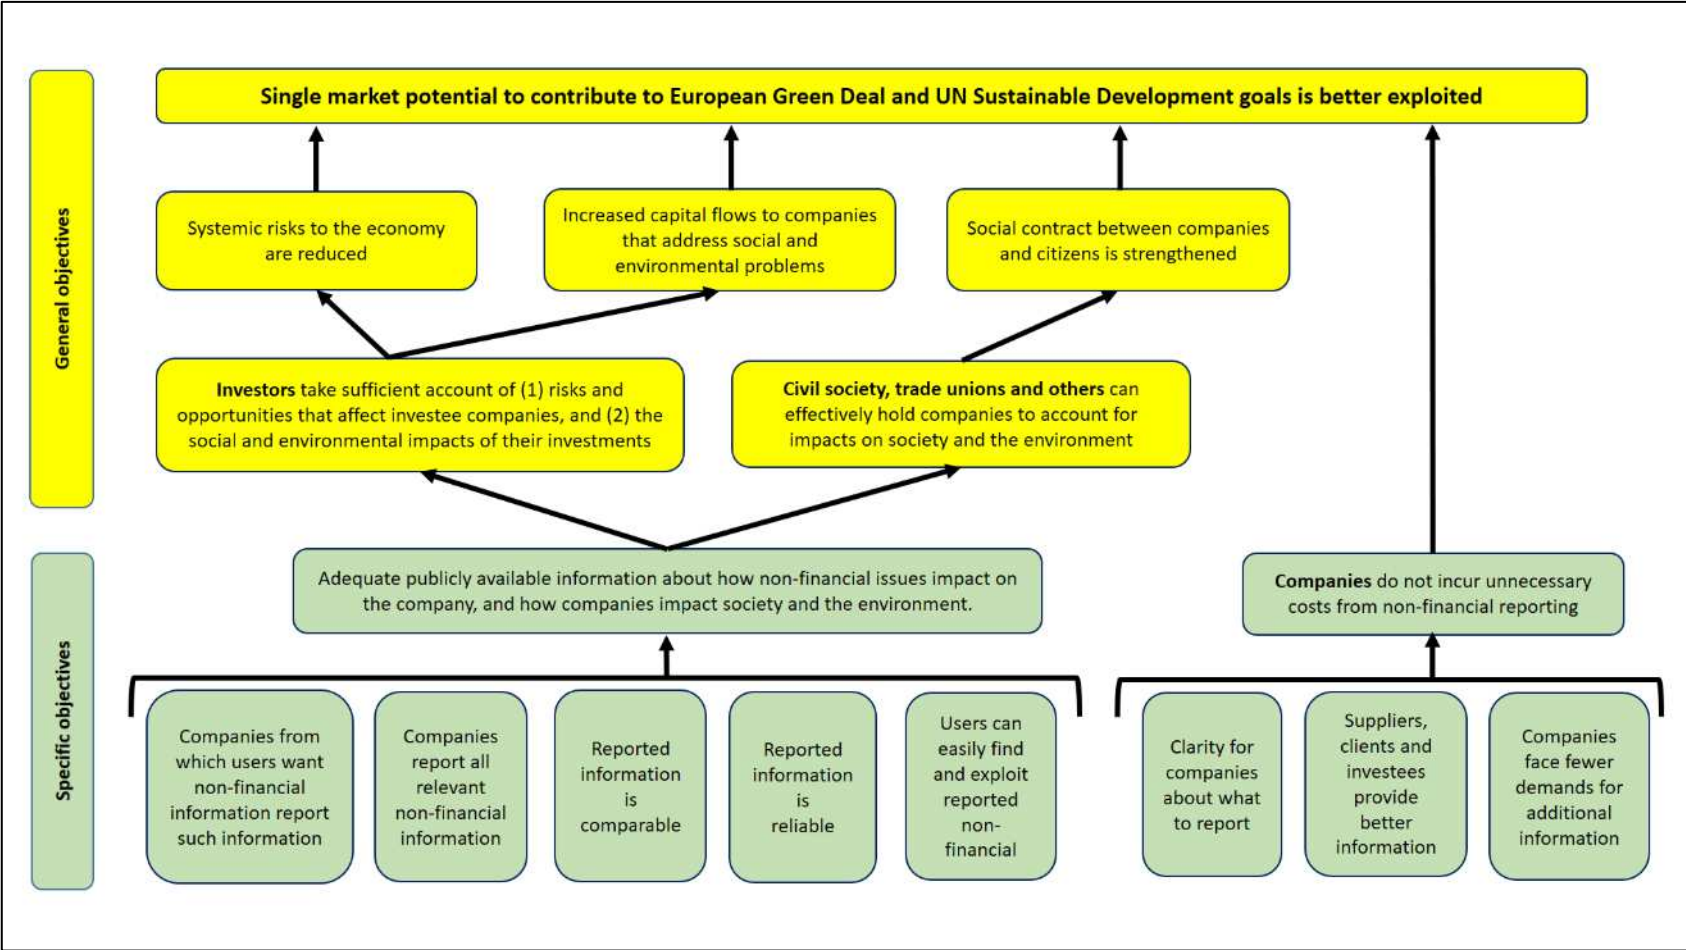 General objectives
Single market potential to contribute to European Green Deal and UN Sustainable Development goals is better exploited
Systemic risks to the economy
are reduced
Increased capital flows to companies
that address social and
environmental problems
Social contract between companies
and citizens is strengthened
Investors take sufficient account of (1) risks and
opportunities that affect investee companies, and (2) the
social and environmental impacts of their investments
Civil society, trade unions and others can
effectively hold companies to account for
impacts on society and the environment
Specific objectives
Adequate publicly available information about how non-financial issues impact on
the company, and how companies impact society and the environment.
Companies do not incur unnecessary
costs from non-financial reporting
Companies from
which users want
non-financial
information report
such information
Companies
report all
relevant
non-financial
information
Reported
information
is
comparable
Reported
information
is
reliable
Users can
easily find
and exploit
reported
non-
financial
Clarity for
companies
about what
to report
Suppliers,
clients and
investees
provide
better
information
Companies
face fewer
demands for
additional
information